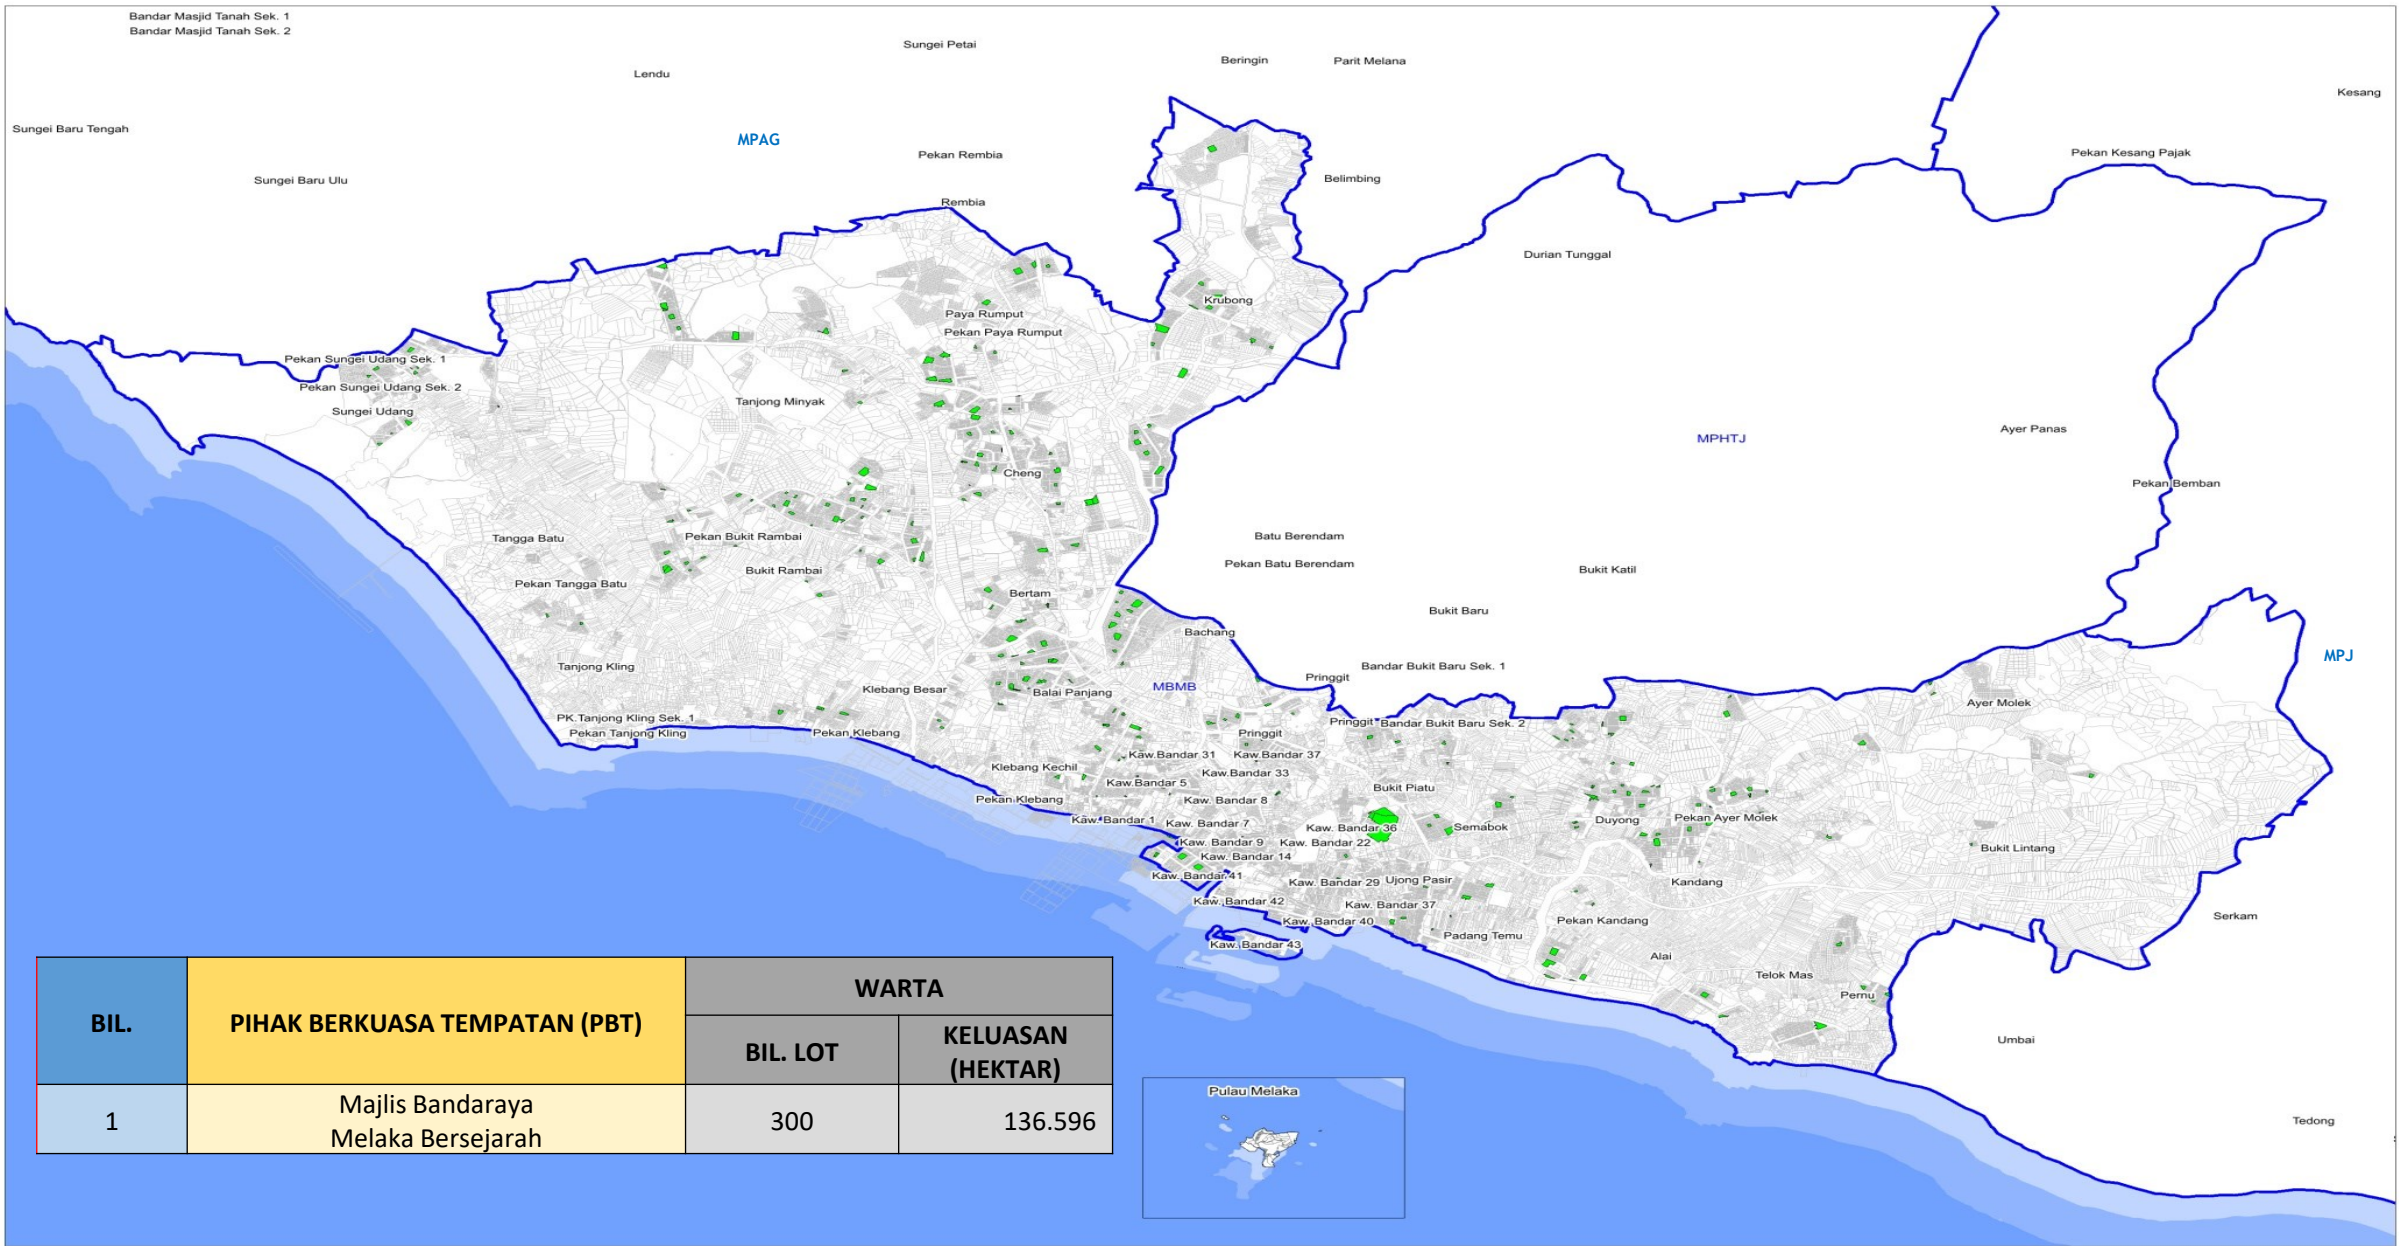 Bandar Masjid Tanah Sek. 1
Bandar Masjid Tanah Sek. 2
Sungei Petai
Lendu
Beringin
Parit Melana
Kesang
Sungei Baru Tengah
MPAG
Pekan Rembia
Pekan Kesang Pajak
Sungei Baru Ulu
Belimbing
Rembia
Durian Tunggal
Krubong
Paya Rumput
Pekan Paya Rumput
Pekan Sungei Udang Sek. 1
Pekan Sungei Udang Sek. 2
Sungei Udang
Tanjong Minyak
Ayer Panas
MPHTJ
Cheng
Pekan Bemban
Tangga Batu
Pekan Bukit Rambai
Batu Berendam
Pekan Batu Berendam
Bukit Rambai
Bukit Katil
Pekan Tangga Batu
Bertam
Bukit Baru
Bachang
MPJ
Tanjong Kling
Bandar Bukit Baru Sek. 1
Pringgit
Klebang Besar
Balai Panjang
MBMB
Ayer Molek
PK.Tanjong Kling Sek. 1
Pekan Tanjong Kling
Pekan Klebang
Pringgit
Bandar Bukit Baru Sek. 2
Pringgit
Kaw.Bandar 31
Kaw.Bandar 37
Klebang Kechil
Kaw.Bandar 33
Kaw.Bandar 5
Bukit Piatu
Pekan Klebang
Kaw. Bandar 8
Kaw. Bandar 1
Kaw. Bandar 7
Kaw. Bandar 36
Semabok
Duyong
Pekan Ayer Molek
Kaw. Bandar 9
Kaw. Bandar 22
Kaw. Bandar 14
Bukit Lintang
Kaw. Bandar 41
Kaw. Bandar 29
Ujong Pasir
Kandang
Kaw. Bandar 42
Kaw. Bandar 37
Kaw. Bandar 40
Pekan Kandang
Serkam
Kaw. Bandar 43
Padang Temu
Alai
Telok Mas
Pernu
Umbai
Tedong
Pulau Melaka
BIL.
PIHAK BERKUASA TEMPATAN (PBT)
WARTA
BIL. LOT
KELUASAN
(HEKTAR)
1
Majlis Bandaraya
Melaka Bersejarah
300
136.596